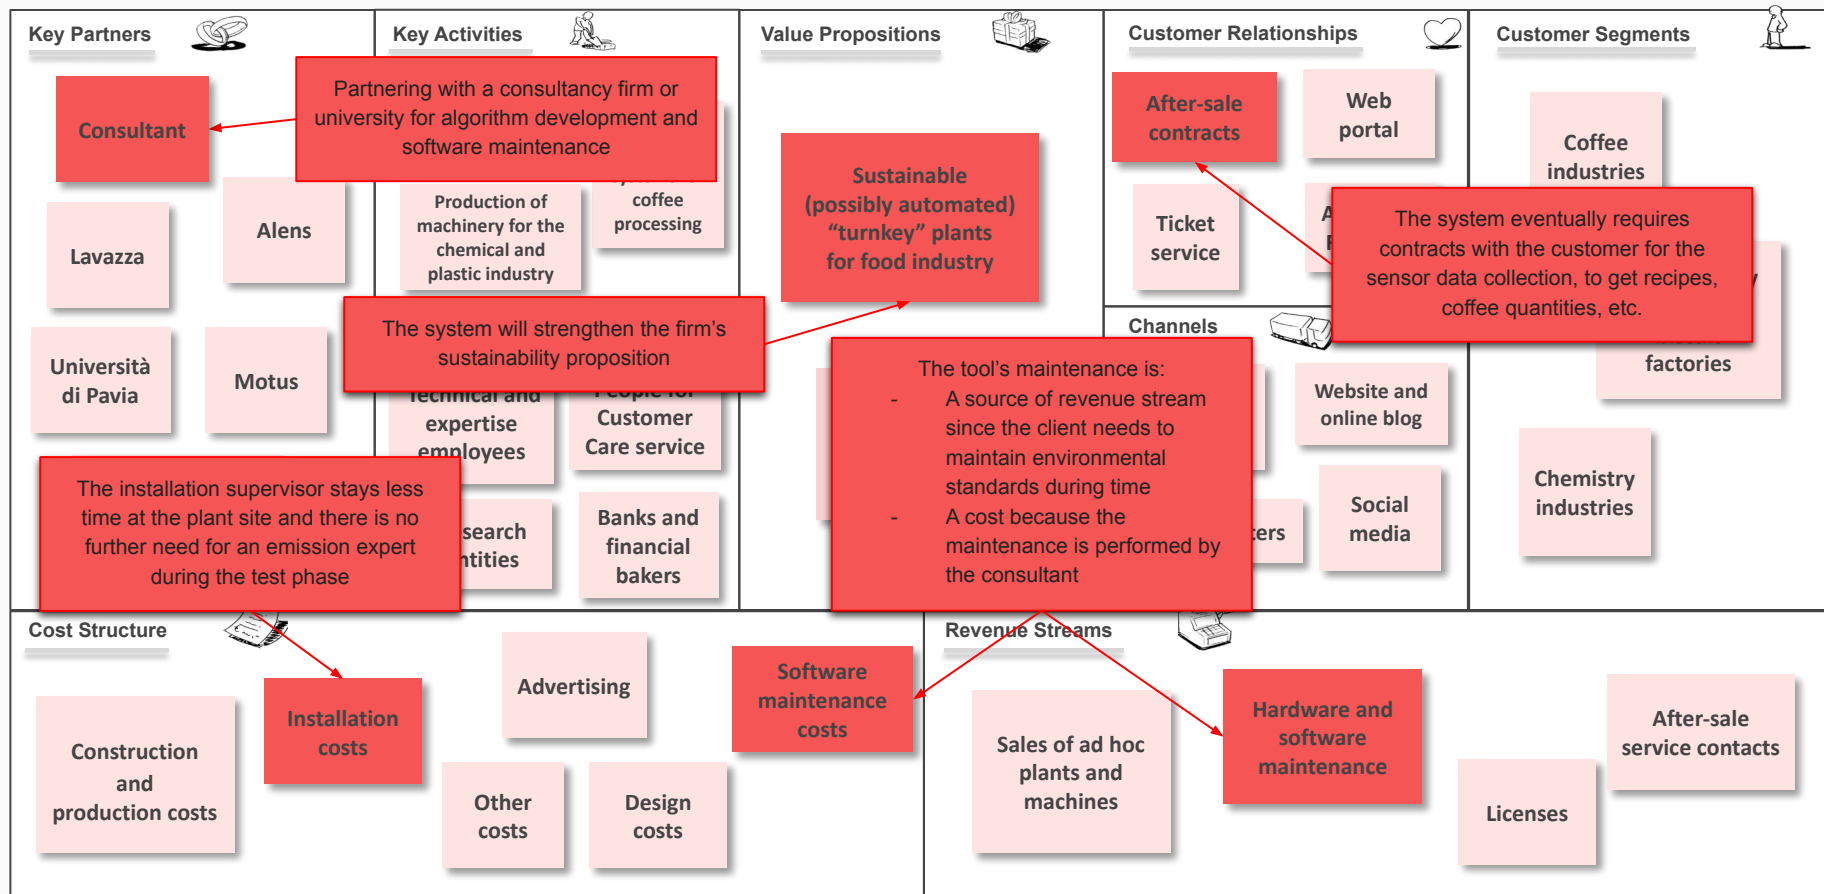 Key Partners
Consultant
Lavazza
Alens
Università
di Pavia
Motus
Key Activities
Partnering with a consultancy firm or
university for algorithm development and
software maintenance
Production of
machinery for the
chemical and
plastic industry
coffee
processing
The system will strengthen the firm's
sustainability proposition
Technical and
expertise
employees
People for
Customer
Care service
Banks and
financial
bakers
The installation supervisor stays less
time at the plant site and there is no
further need for an emission expert
during the test phase
Value Propositions
Sustainable
(possibly automated)
“turnkey” plants
for food industry
The tool's maintenance is:
- A source of revenue stream
since the client needs to
maintain environmental
standards during time
- A cost because the
maintenance is performed by
the consultant
Customer Relationships
After-sale
contracts
Web
portal
Ticket
service
The system eventually requires
contracts with the customer for the
sensor data collection, to get recipes,
coffee quantities, etc.
Channels
Website and
online blog
Social
media
Customer Segments
Coffee
industries
factories
Chemistry
industries
Cost Structure
Construction
and
production costs
Installation
costs
Advertising
Other
costs
Design
costs
Software
maintenance
costs
Revenue Streams
Sales of ad hoc
plants and
machines
Hardware and
software
maintenance
Licenses
After-sale
service contacts